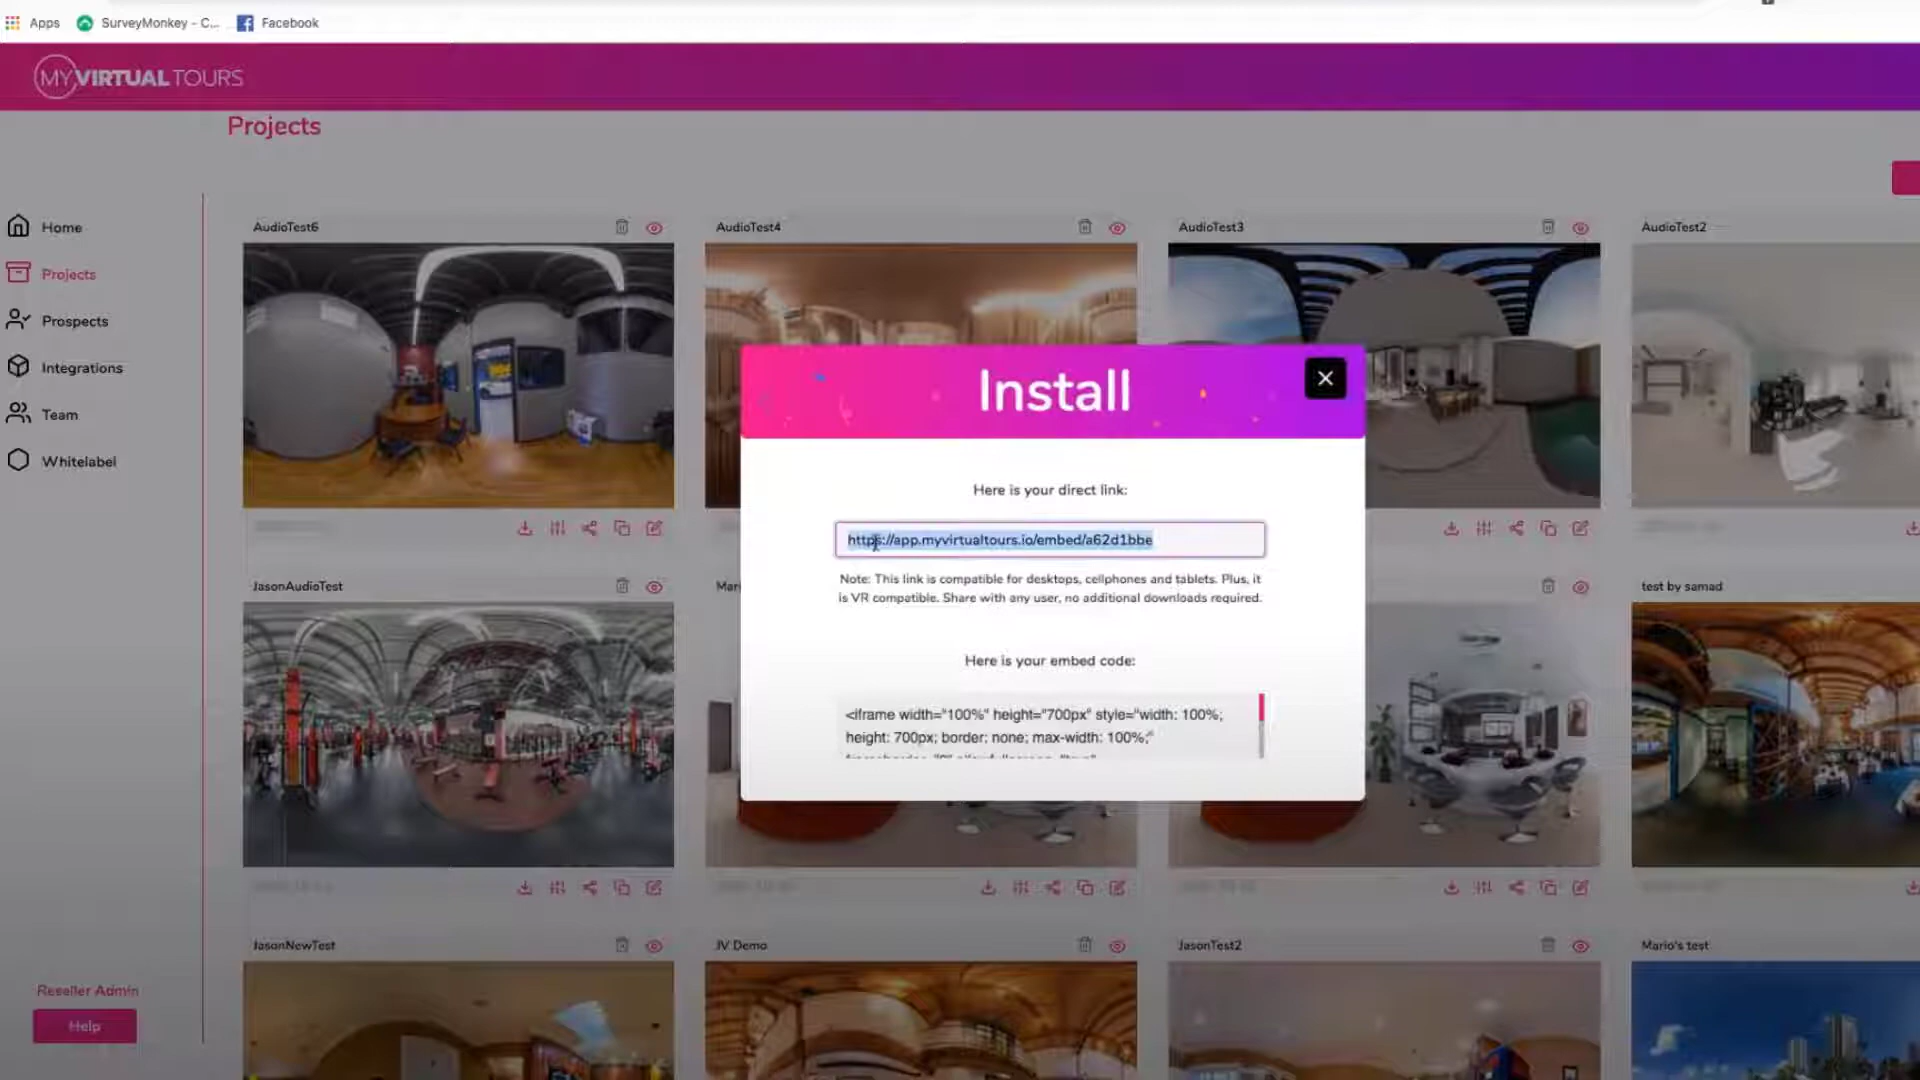 Apps
SurveyMonkey - C...
Facebook
MY VIRTUAL TOURS
Projects
Home
Projects
Prospects
Integrations
Team
Whitelabel
Reseller Admin
Help
AudioTest6
AudioTest4
AudioTest3
AudioTest2
Install
Here is your direct link:
https://app.myvirtualtours.io/embed/a62d1bbe
Note: This link is compatible for desktops, cellphones and tablets. Plus, it
is VR compatible. Share with any user, no additional downloads required.
Here is your embed code:
<iframe width="100%" height="700px" style="width: 100%;
height: 700px; border: none; max-width: 100%;"
JasonAudioTest
Mari
test by samad
JasonNewTest
JV Demo
JasonTest2
Mario's test